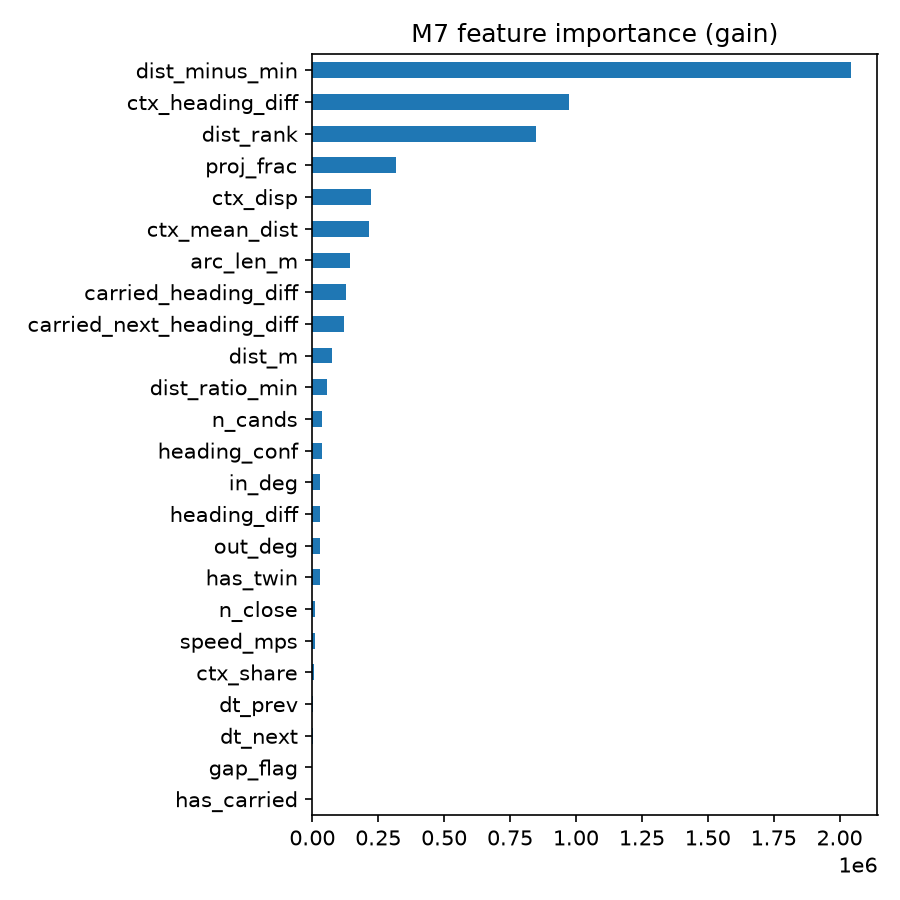 M7 feature importance (gain)
dist_minus_min
ctx_heading_diff
dist_rank
proj_frac
ctx_disp
ctx_mean_dist
arc_len_m
carried_heading_diff
carried_next_heading_diff
dist_m
dist_ratio_min
n_cands
heading_conf
in_deg
heading_diff
out_deg
has_twin
n_close
speed_mps
ctx_share
dt_prev
dt_next
gap_flag
has_carried
0.00 0.25 0.50 0.75 1.00 1.25 1.50 1.75 2.00
1e6